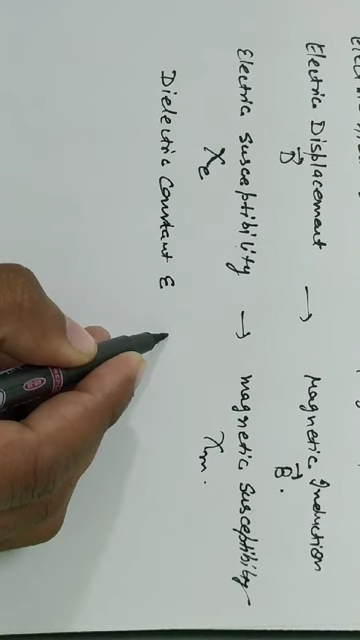 Electric Displacement → Magnetic Induction
D B.
Electric Susceptibility → magnetic Susceptibility
χe χm.
Dielectric Constant ε